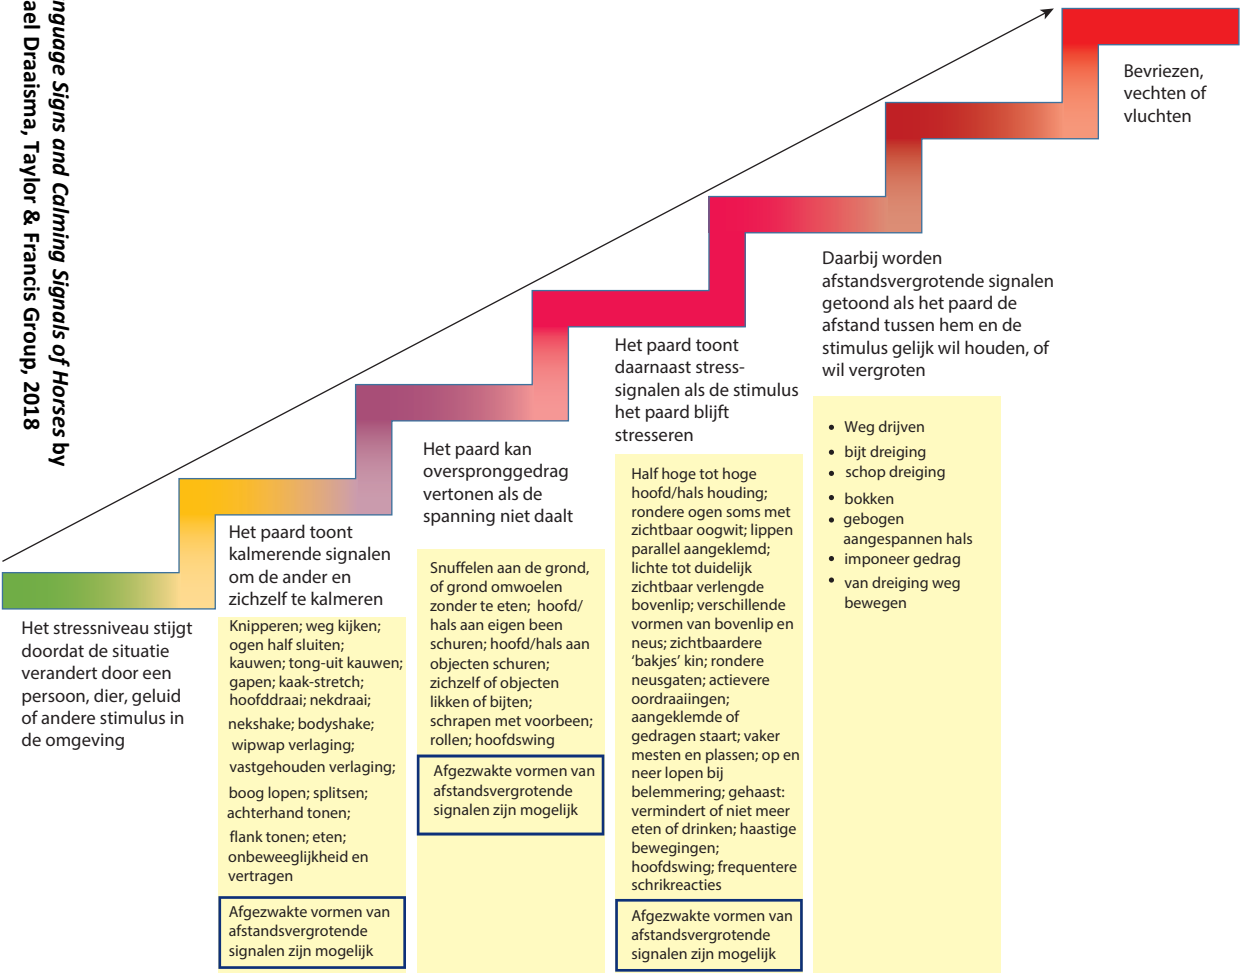 nguage Signs and Calming Signals of Horses by
ael Draaisma, Taylor & Francis Group, 2018
Het stressniveau stijgt
doordat de situatie
verandert door een
persoon, dier, geluid
of andere stimulus in
de omgeving
Het paard toont
kalmerende signalen
om de ander en
zichzelf te kalmeren
Knipperen; weg kijken;
ogen half sluiten;
kauwen; tong-uit kauwen;
gapen; kaak-stretch;
hoofddraai; nekdraai;
nekshake; bodyshake;
wipwap verlaging;
vastgehouden verlaging;
boog lopen; splitsen;
achterhand tonen;
flank tonen; eten;
onbeweeglijkheid en
vertragen
Afgezwakte vormen van
afstandsvergrotende
signalen zijn mogelijk
Het paard kan
overspronggedrag
vertonen als de
spanning niet daalt
Snuffelen aan de grond,
of grond omwoelen
zonder te eten; hoofd/
hals aan eigen been
schuren; hoofd/hals aan
objecten schuren;
zichzelf of objecten
likken of bijten;
schrapen met voorbeen;
rollen; hoofdswing
Afgezwakte vormen van
afstandsvergrotende
signalen zijn mogelijk
Het paard toont
daarnaast stress-
signalen als de stimulus
het paard blijft
stresseren
Half hoge tot hoge
hoofd/hals houding;
rondere ogen soms met
zichtbaar oogwit; lippen
parallel aangeklemd;
lichte tot duidelijk
zichtbaar verlengde
bovenlip; verschillende
vormen van bovenlip en
neus; zichtbaardere
‘bakjes’ kin; rondere
neusgaten; actievere
oordraaiingen;
aangeklemde of
gedragen staart; vaker
mesten en plassen; op en
neer lopen bij
belemmering; gehaast:
vermindert of niet meer
eten of drinken; haastige
bewegingen;
hoofdswing; frequentere
schrikreacties
Afgezwakte vormen van
afstandsvergrotende
signalen zijn mogelijk
Daarbij worden
afstandsvergrotende signalen
getoond als het paard de
afstand tussen hem en de
stimulus gelijk wil houden, of
wil vergroten
• Weg drijven
• bijt dreiging
• schop dreiging
• bokken
• gebogen
aangespannen hals
• imponeer gedrag
• van dreiging weg
bewegen
Bevriezen,
vechten of
vluchten